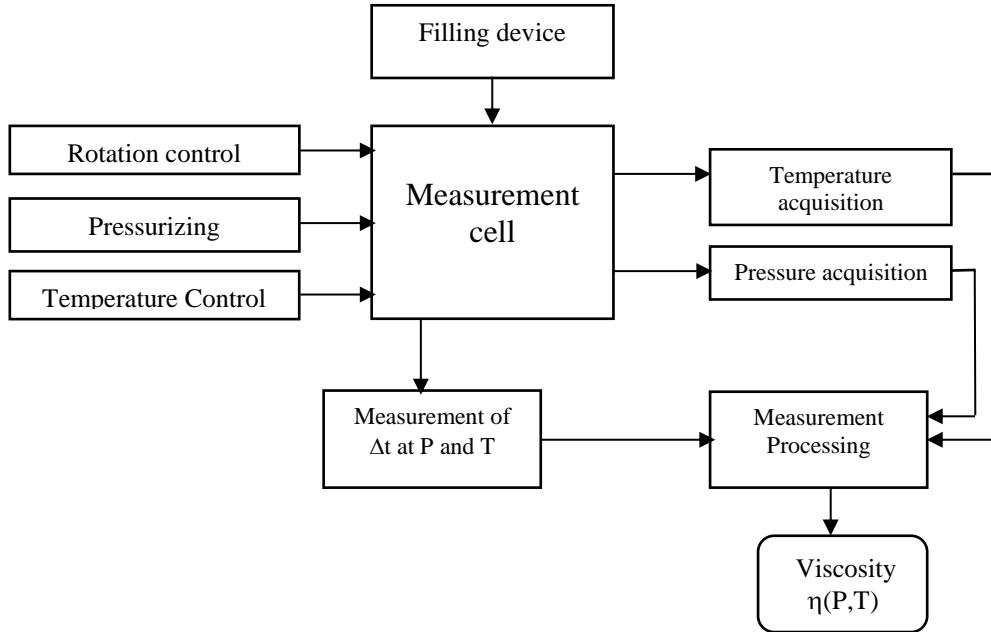 Filling device
Rotation control
Pressurizing
Temperature Control
Measurement
cell
Temperature
acquisition
Pressure acquisition
Measurement of
Δt at P and T
Measurement
Processing
Viscosity
η(P,T)